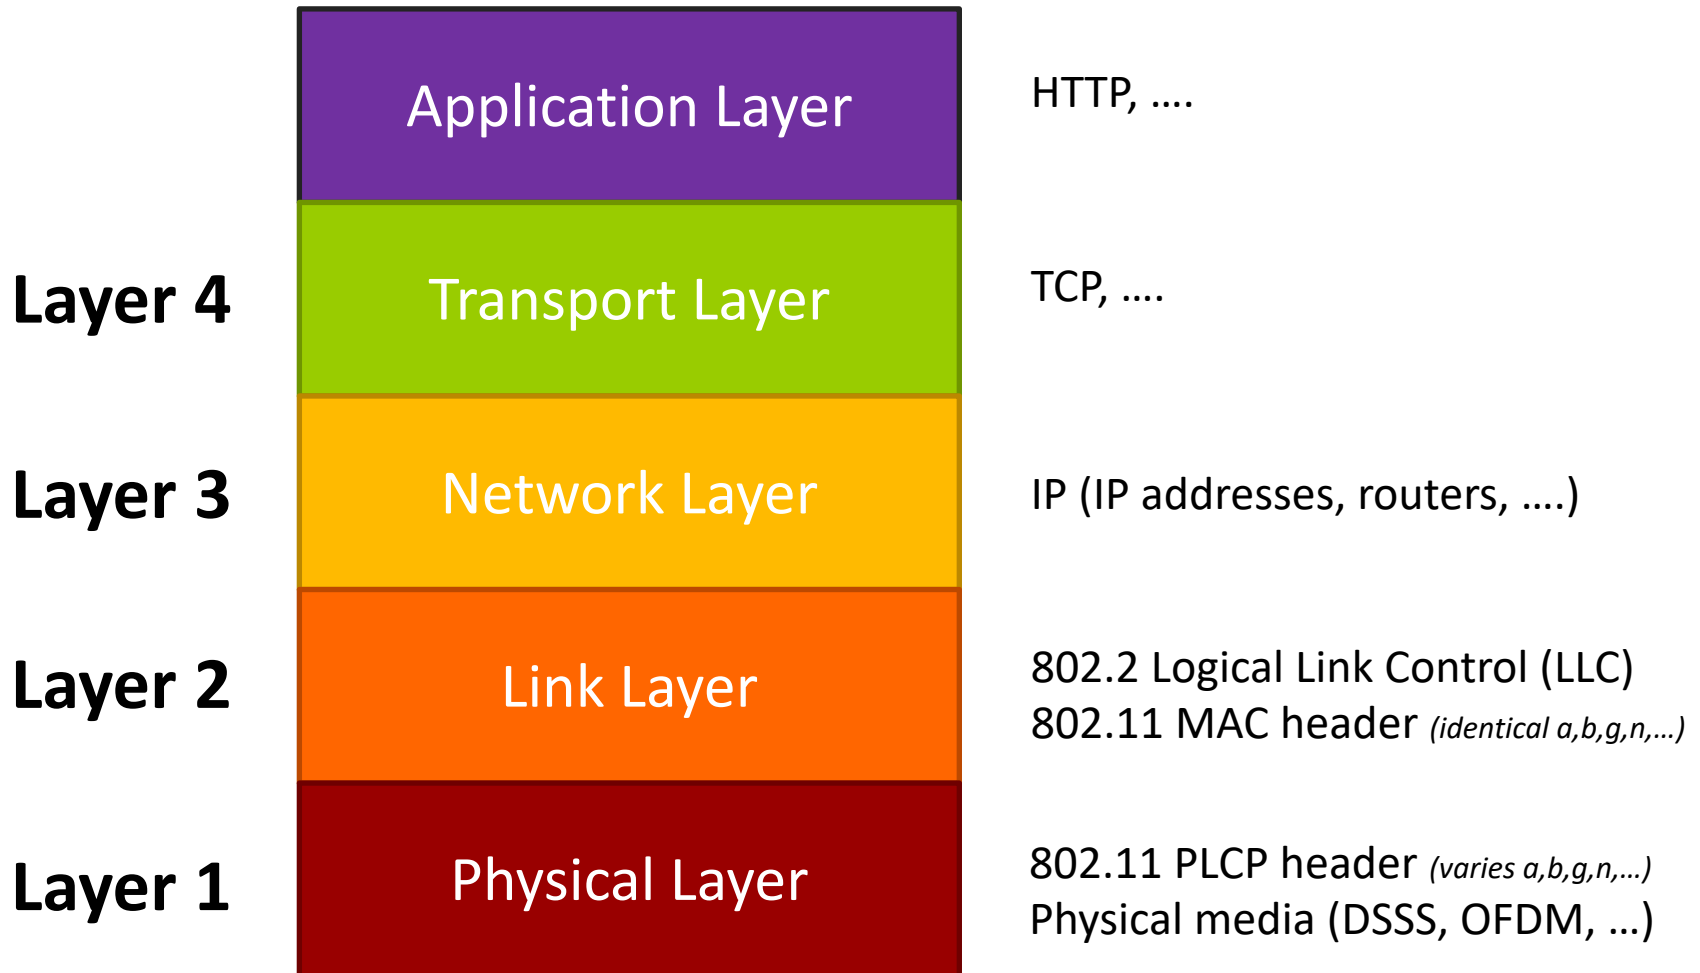 Application Layer
HTTP, ....
Layer 4
Transport Layer
TCP, ....
Layer 3
Network Layer
IP (IP addresses, routers, ....)
Layer 2
Link Layer
802.2 Logical Link Control (LLC)
802.11 MAC header (identical a,b,g,n,...)
Layer 1
Physical Layer
802.11 PLCP header (varies a,b,g,n,...)
Physical media (DSSS, OFDM, ...)